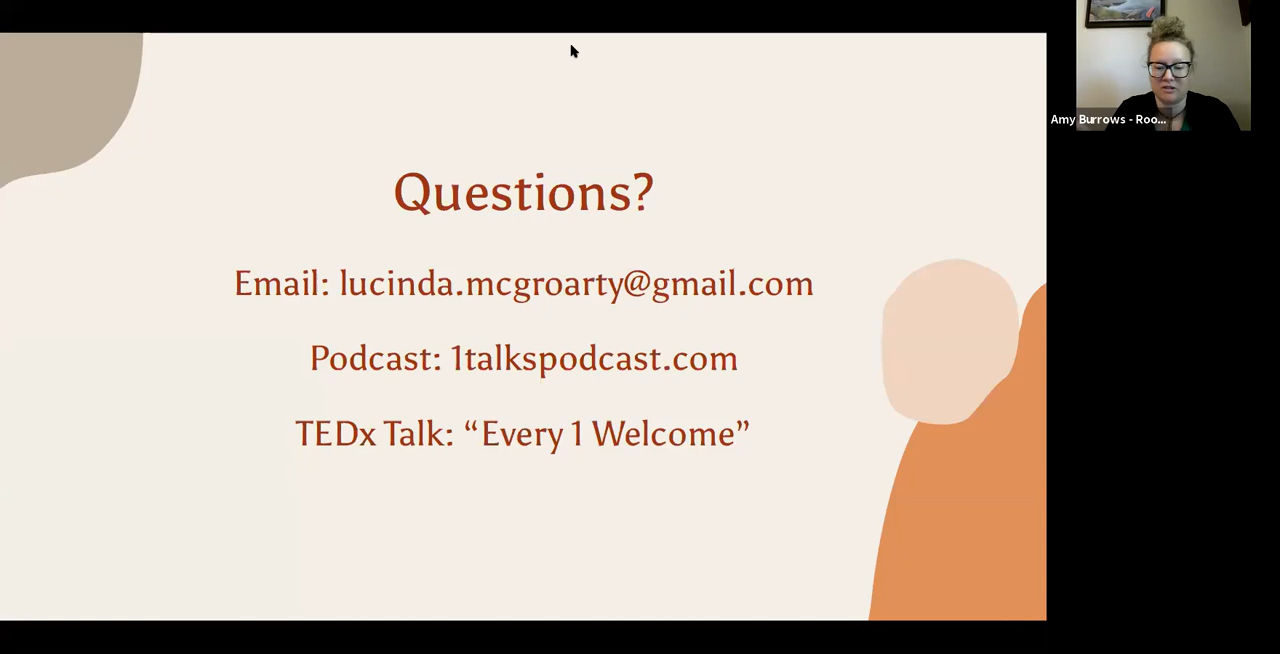 Questions?
Email: lucinda.mcgroarty@gmail.com
Podcast: 1talkspodcast.com
TEDx Talk: “Every 1 Welcome”
Amy Burrows - Roo...